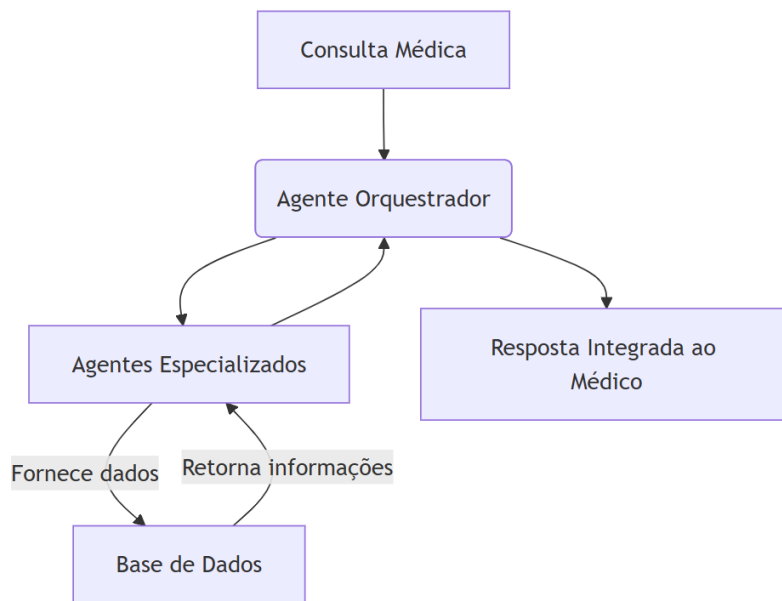 Consulta Médica
Agente Orquestrador
Agentes Especializados
Resposta Integrada ao
Médico
Fornece dados
Retorna informações
Base de Dados